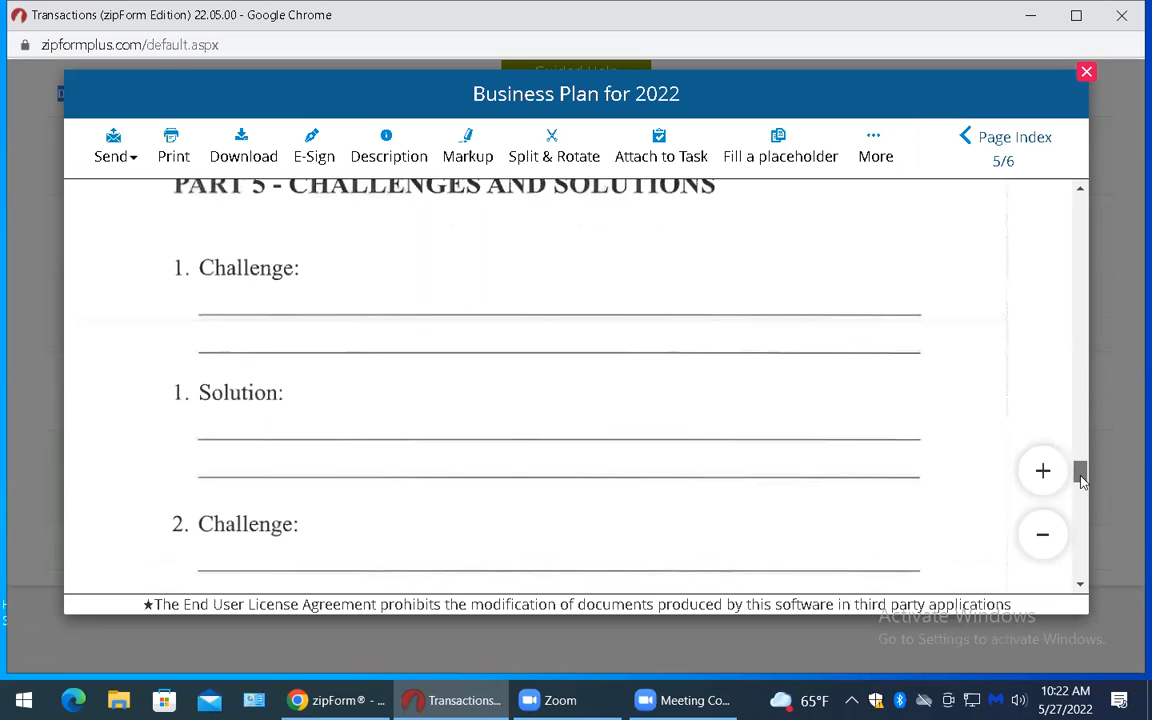 Transactions (zipForm Edition) 22.05.00 - Google Chrome
zipformplus.com/default.aspx
Guided Help
Business Plan for 2022
Send Print Download E-Sign Description Markup Split & Rotate Attach to Task Fill a placeholder More
Page Index
5/6
PART 5 - CHALLENGES AND SOLUTIONS
1. Challenge:
1. Solution:
2. Challenge:
★The End User License Agreement prohibits the modification of documents produced by this software in third party applications
Activate Windows
Go to Settings to activate Windows.
zipForm® - ... Transactions... Zoom Meeting Co... 65°F
10:22 AM
5/27/2022